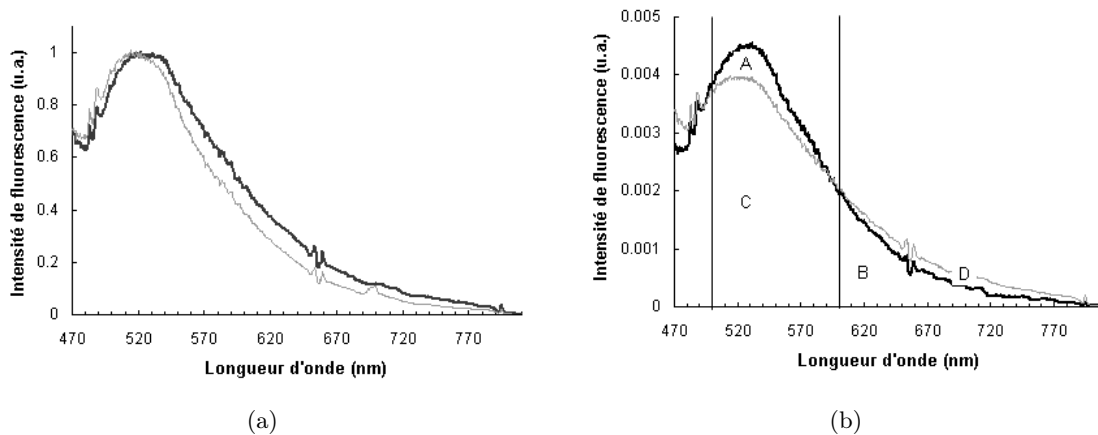 Intensité de fluorescence (u.a.)
1
0.8
0.6
0.4
0.2
0
470 520 570 620 670 720 770
Longueur d'onde (nm)
(a)
Intensité de fluorescence (u.a.)
0.005
0.004
0.003
0.002
0.001
0
A
C
B
D
470 520 570 620 670 720 770
Longueur d'onde (nm)
(b)